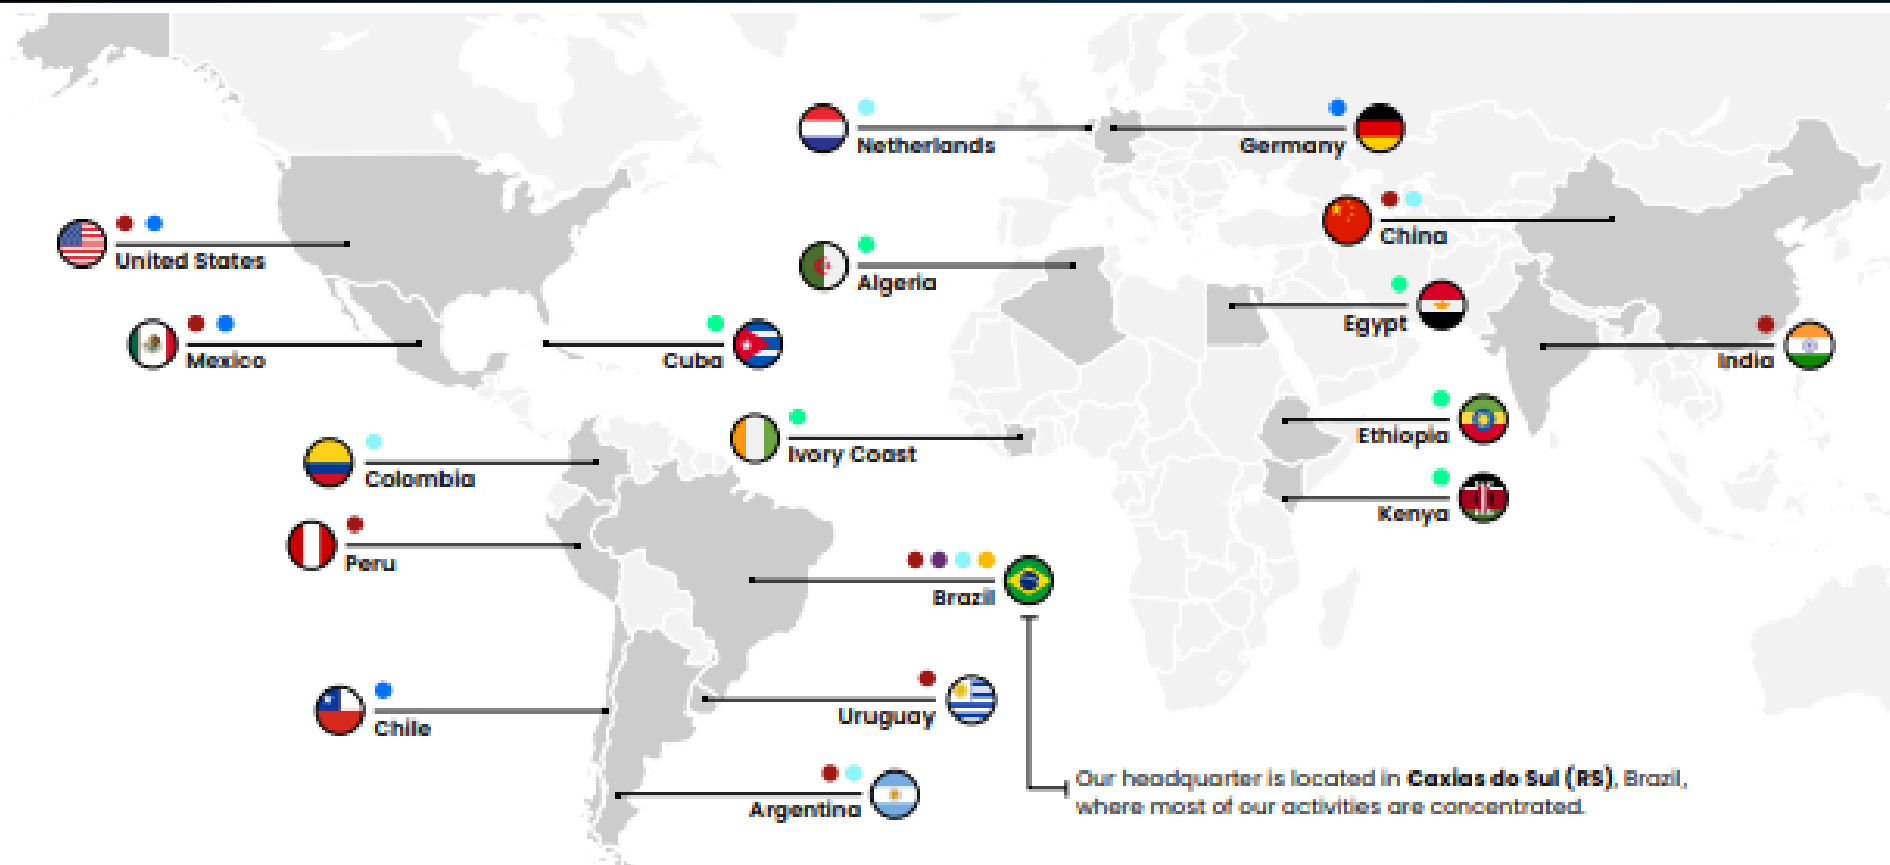 Netherlands
Germany
United States
China
Algeria
Egypt
Mexico
Cuba
India
Ivory Coast
Ethiopia
Colombia
Kenya
Peru
Brazil
Uruguay
Chile
Argentina
Our headquarter is located in Caxias do Sul (RS), Brazil,
where most of our activities are concentrated.